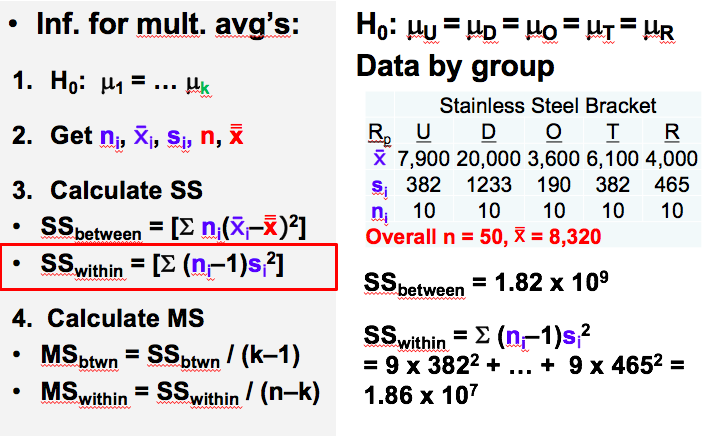 • Inf. for mult. avg’s:
1. H₀: μ₁ = … μₖ
2. Get nᵢ, x̄ᵢ, sᵢ, n, x̿
3. Calculate SS
• SSbetween = [Σ nᵢ(x̄ᵢ–x̿)²]
• SSwithin = [Σ (nᵢ–1)sᵢ²]
4. Calculate MS
• MSbtwn = SSbtwn / (k–1)
• MSwithin = SSwithin / (n–k)
H₀: μU = μD = μO = μT = μR
Data by group
Stainless Steel Bracket
Rp U D O T R
x̄ 7,900 20,000 3,600 6,100 4,000
sᵢ 382 1233 190 382 465
nᵢ 10 10 10 10 10
Overall n = 50, x̿ = 8,320
SSbetween = 1.82 x 10⁹
SSwithin = Σ (nᵢ–1)sᵢ²
= 9 x 382² + … + 9 x 465² =
1.86 x 10⁷